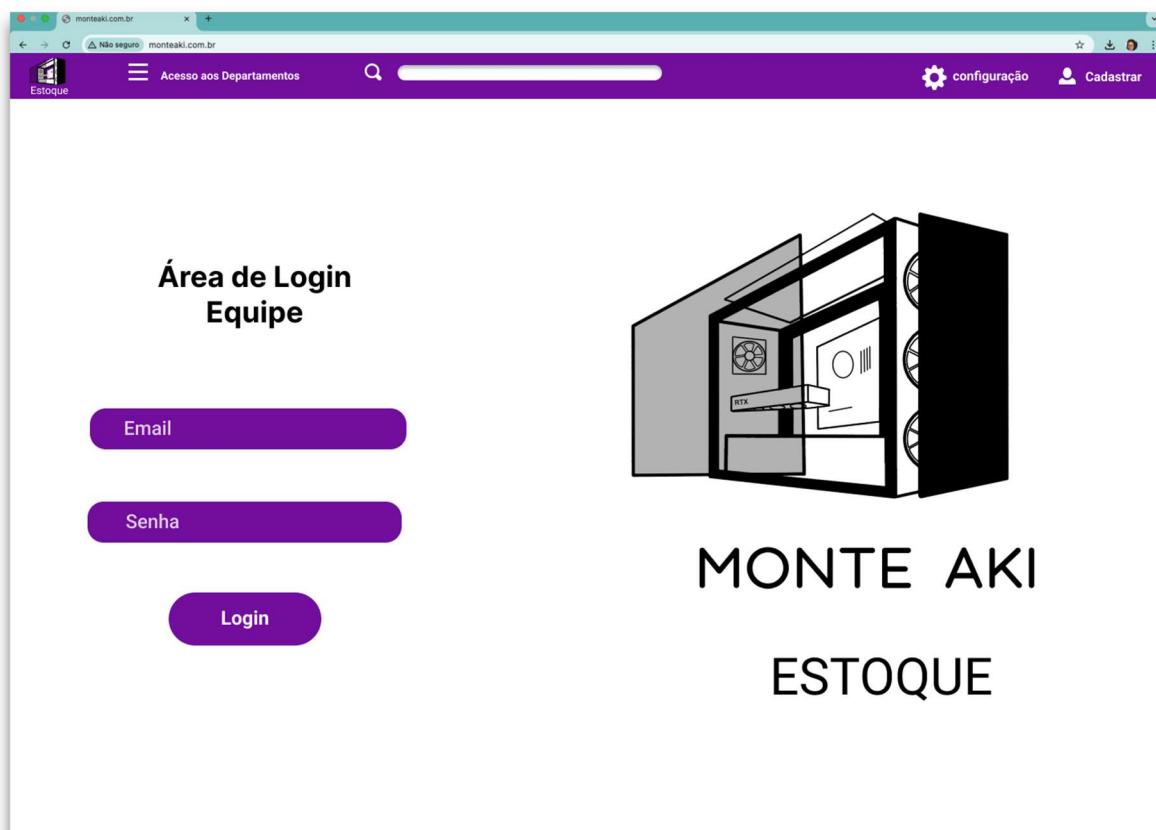 monteaki.com.br
Não seguro monteaki.com.br
Estoque
Acesso aos Departamentos
configuração
Cadastrar
Área de Login
Equipe
Email
Senha
Login
RTX
MONTE AKI
ESTOQUE